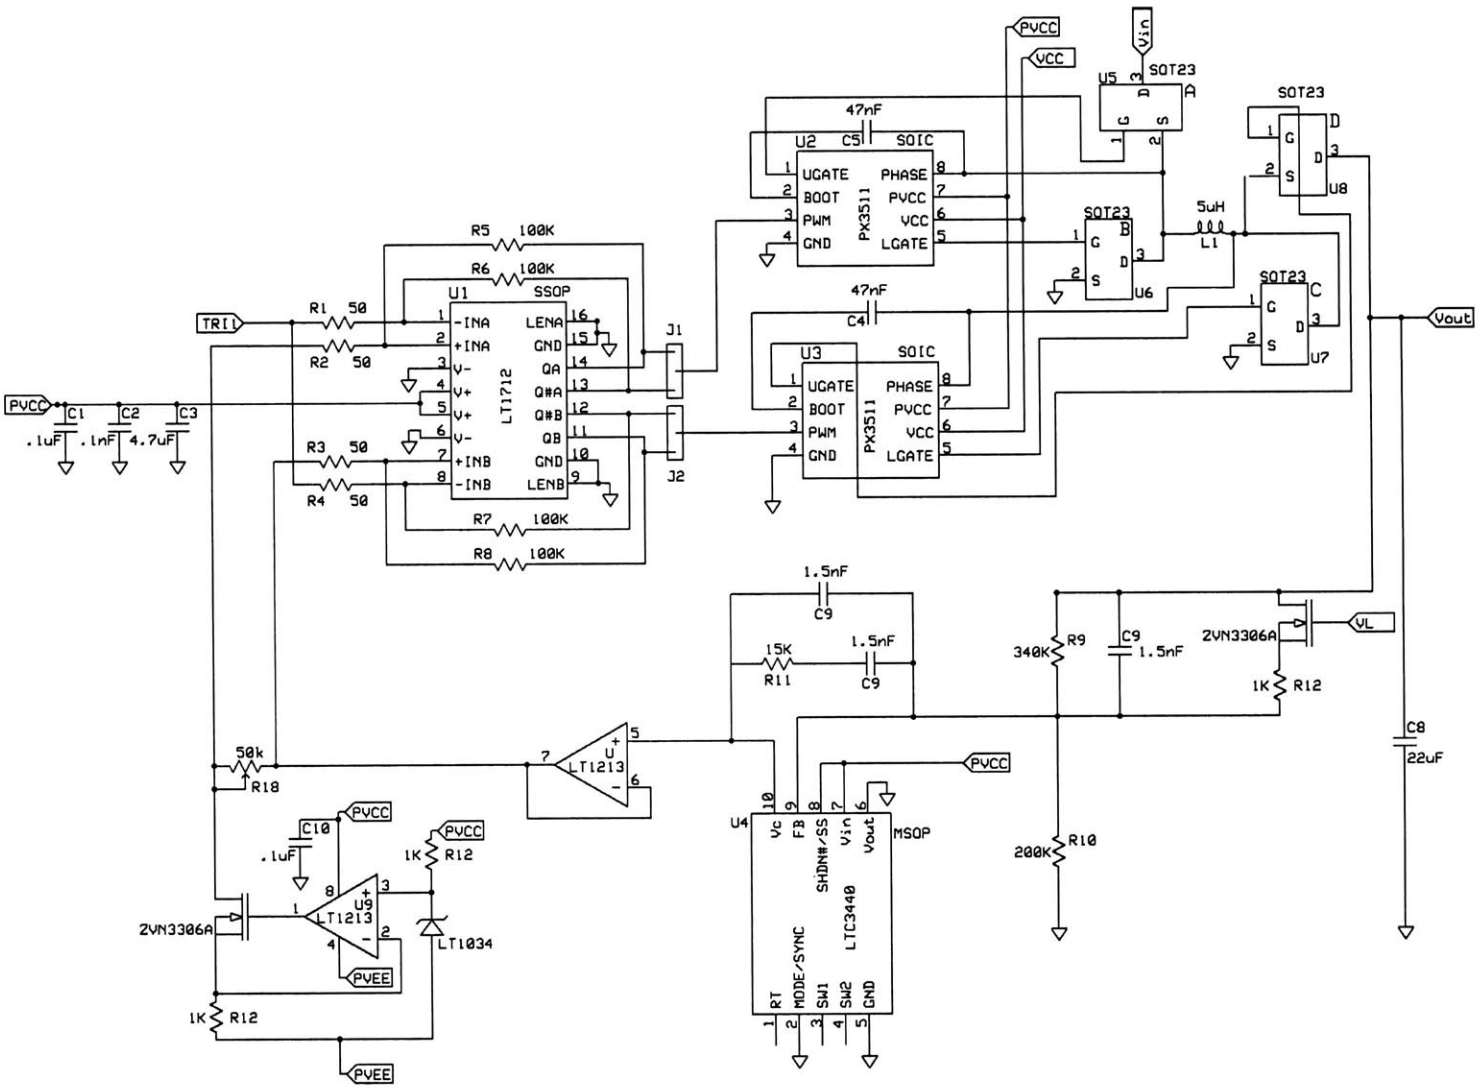 PVCC
VCC
Vin
U5
SOT23
A
3
D
G
S
1
2
47nF
C5
U2
SOIC
1
UGATE
PHASE
8
2
BOOT
PVCC
7
3
PWM
VCC
6
4
GND
LGATE
5
PX3511
SOT23
D
1
G
D
3
2
S
U8
SOT23
B
1
G
D
3
2
S
U6
5uH
L1
SOT23
C
1
G
D
3
2
S
U7
Vout
47nF
C4
U3
SOIC
1
UGATE
PHASE
8
2
BOOT
PVCC
7
3
PWM
VCC
6
4
GND
LGATE
5
PX3511
R5
100K
R6
100K
U1
SSOP
TRI1
R1
50
R2
50
1
-INA
LENA
16
2
+INA
GND
15
3
V-
QA
14
4
V+
Q#A
13
5
V+
Q#B
12
6
V-
QB
11
7
+INB
GND
10
8
-INB
LENB
9
LT1712
J1
J2
PVCC
C1
.1uF
C2
.1nF
C3
4.7uF
R3
50
R4
50
R7
100K
R8
100K
1.5nF
C9
15K
R11
1.5nF
C9
340K
R9
C9
1.5nF
2VN3306A
VL
1K
R12
C8
22uF
50k
R18
7
U
LT1213
+
5
-
6
PVCC
10
9
8
7
6
U4
MSOP
Vc
FB
SHDN#/SS
Vin
Vout
LTC3440
RT
MODE/SYNC
SW1
SW2
GND
1
2
3
4
5
200K
R10
PVCC
C10
.1uF
PVCC
1K
R12
8
3
+
U9
LT1213
1
4
-
2
LT1034
2VN3306A
PVEE
1K
R12
PVEE